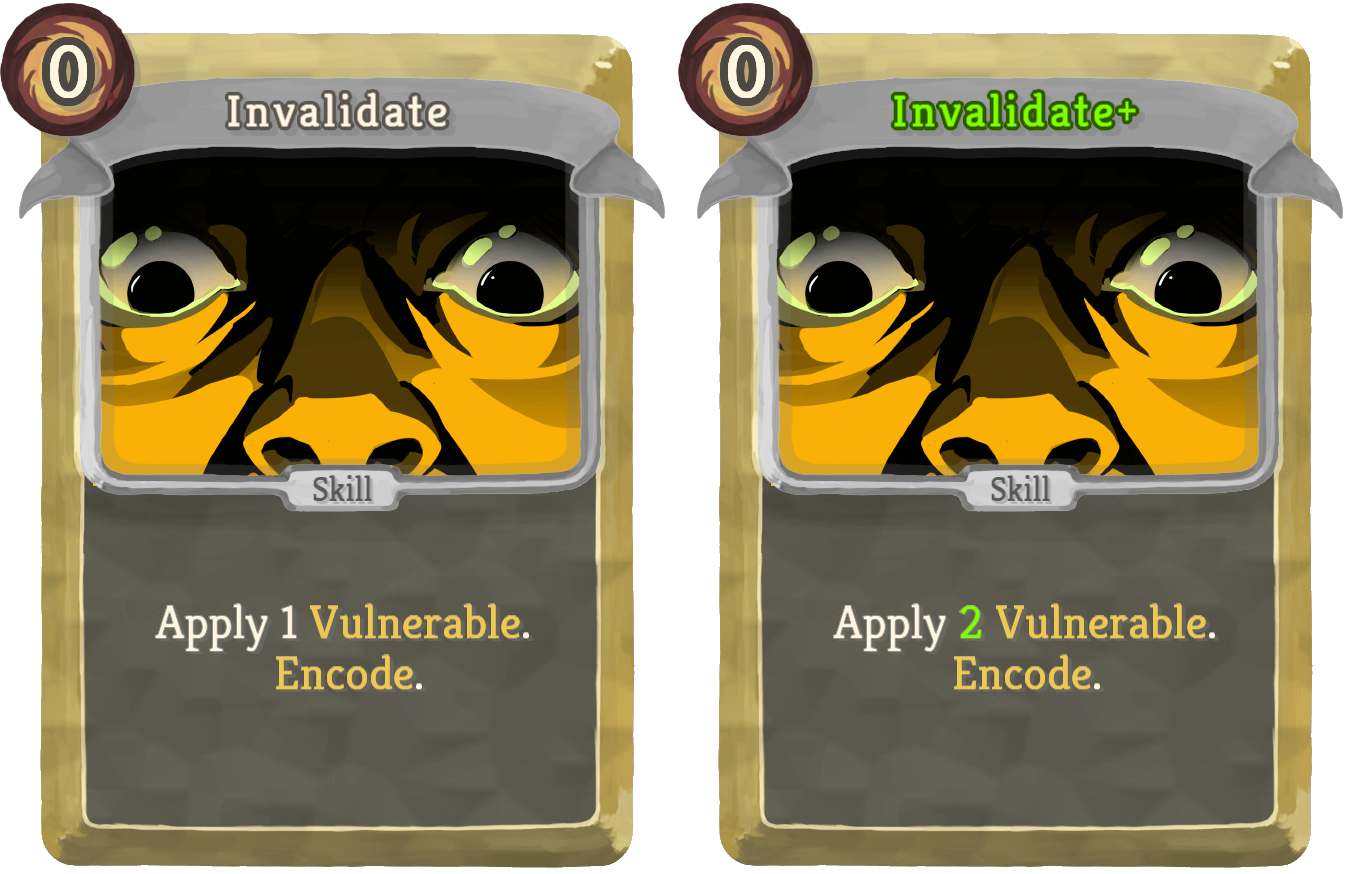 0
Invalidate
Skill
Apply 1 Vulnerable.
Encode.
0
Invalidate+
Skill
Apply 2 Vulnerable.
Encode.